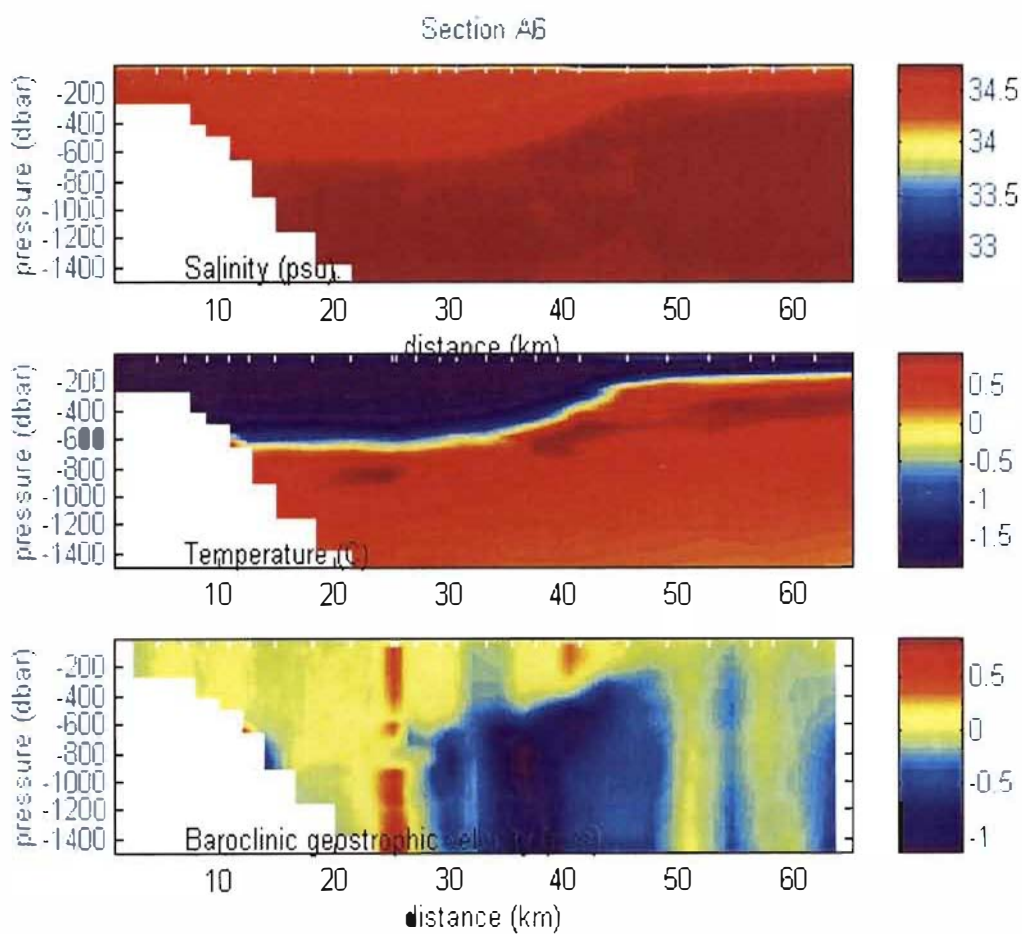 Section A6
pressure (dbar)
-200
-400
-600
-800
-1000
-1200
-1400
Salinity (psu)
10 20 30 40 50 60
distance (km)
34.5
34
33.5
33
pressure (dbar)
-200
-400
-6
-800
-1000
-1200
-1400
Temperature (C)
10 20 30 40 50 60
0.5
0
-0.5
-1
-1.5
pressure (dbar)
-200
-400
-600
-800
-1000
-1200
-1400
Baroclinic geostrophic
10 20 30 40 50 60
distance (km)
0.5
0
-0.5
-1